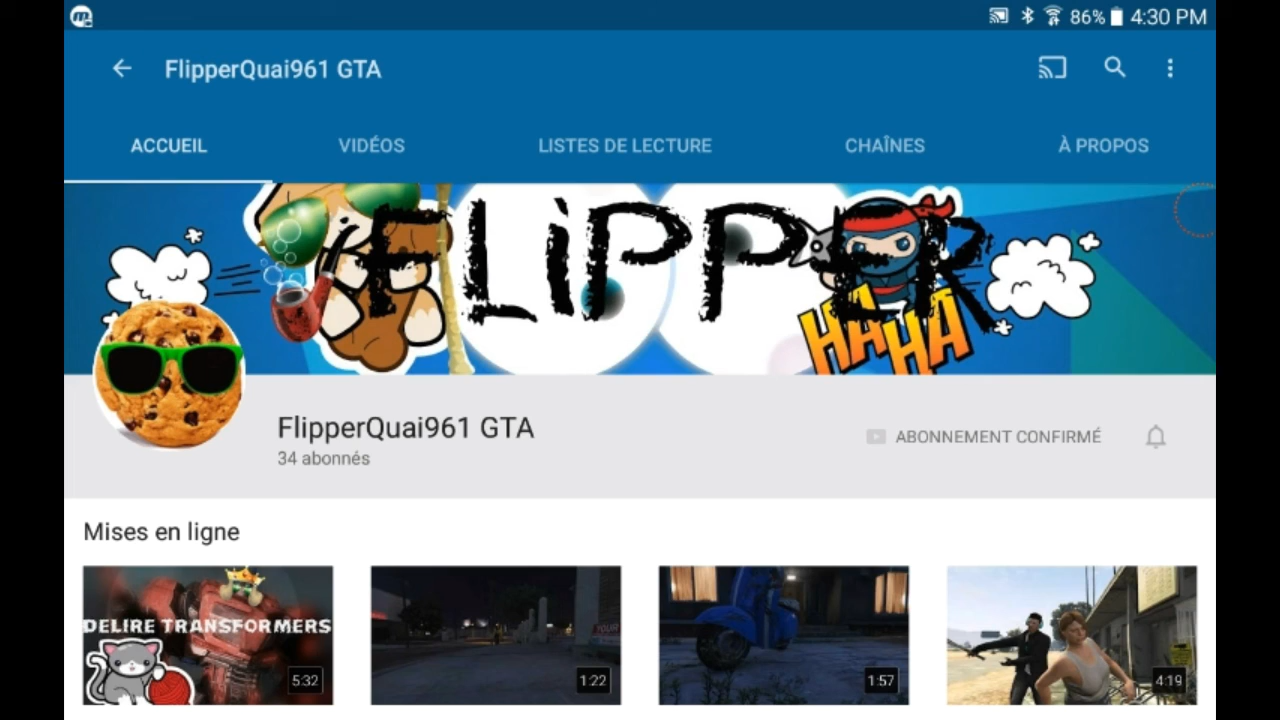 86% 4:30 PM
FlipperQuai961 GTA
ACCUEIL VIDÉOS LISTES DE LECTURE CHAÎNES À PROPOS
FLiPPER
HAHA
FlipperQuai961 GTA
34 abonnés
ABONNEMENT CONFIRMÉ
Mises en ligne
DELIRE TRANSFORMERS
5:32 1:22 1:57 4:19